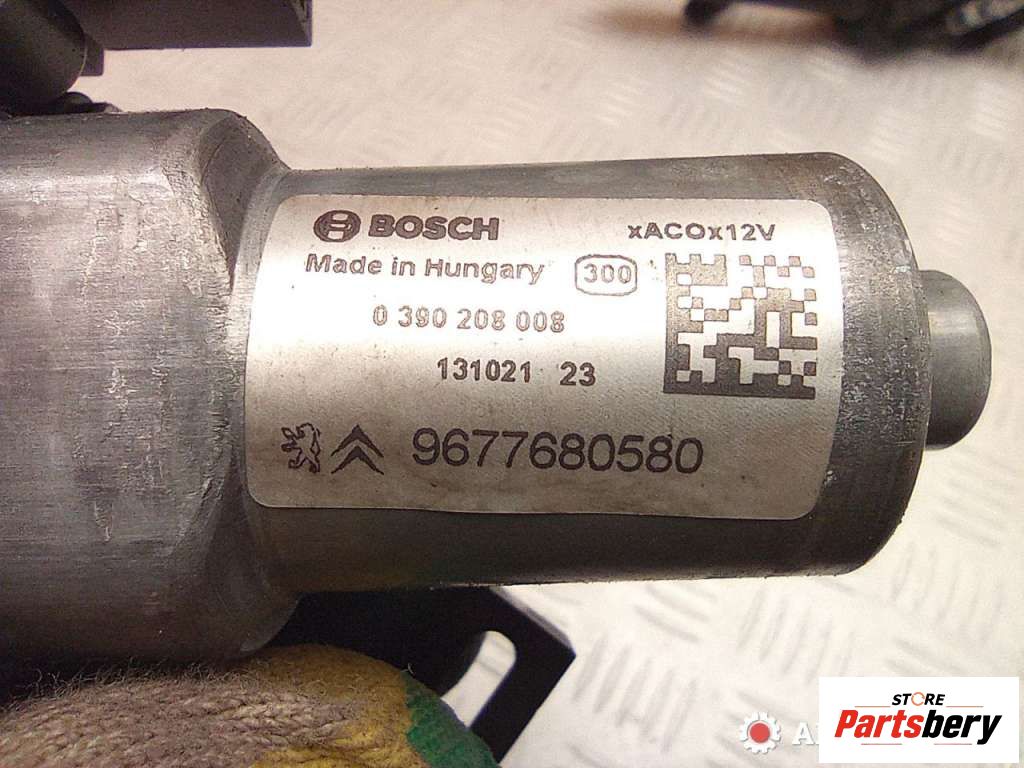 BOSCH xACOx12V
Made in Hungary 300
0 390 208 008
131021 23
9677680580
STORE
Partsbery